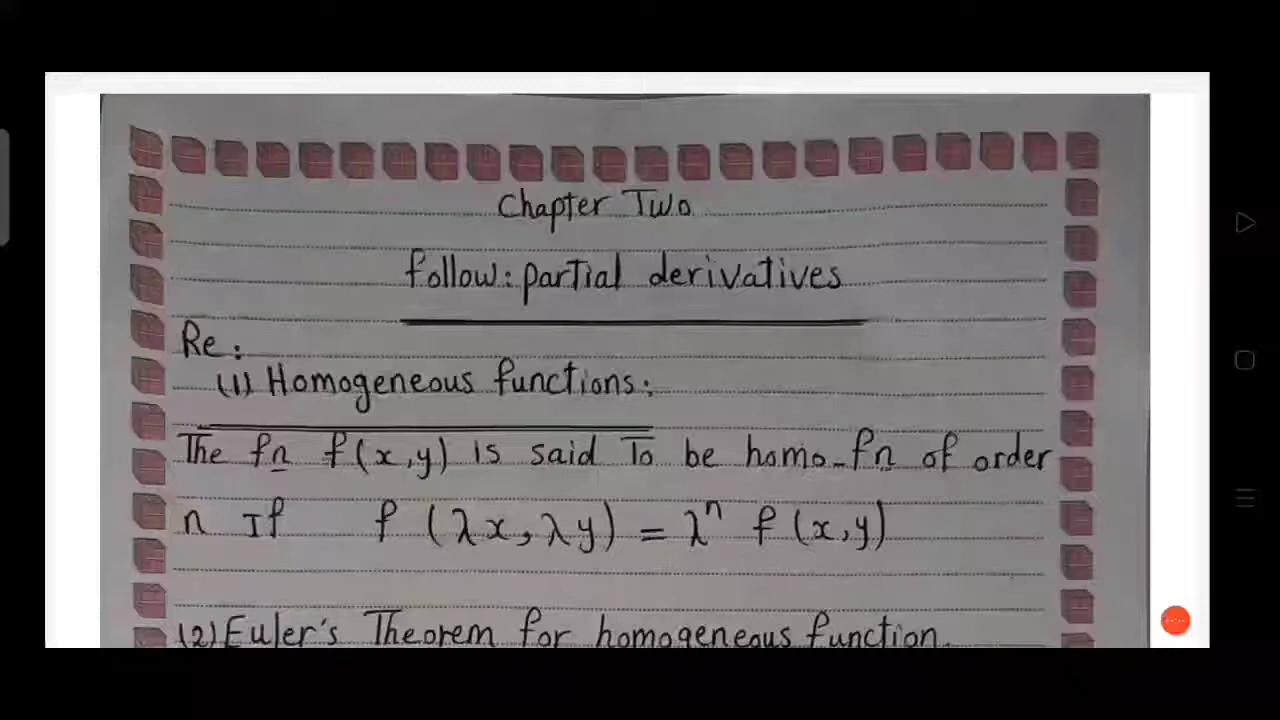 Chapter Two
follow: partial derivatives
Re:
(1) Homogeneous functions:
The fn f(x,y) is said To be homo-fn of order
n If f(λx,λy) = λⁿ f(x,y)
(2) Euler's Theorem for homogeneous function.